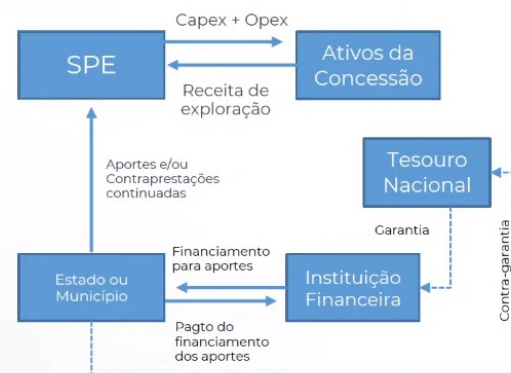 Capex + Opex
SPE
Ativos da
Concessão
Receita de
exploração
Aportes e/ou
Contraprestações
continuadas
Tesouro
Nacional
Garantia
Contra-garantia
Financiamento
para aportes
Estado ou
Município
Instituição
Financeira
Pagto do
financiamento
dos aportes